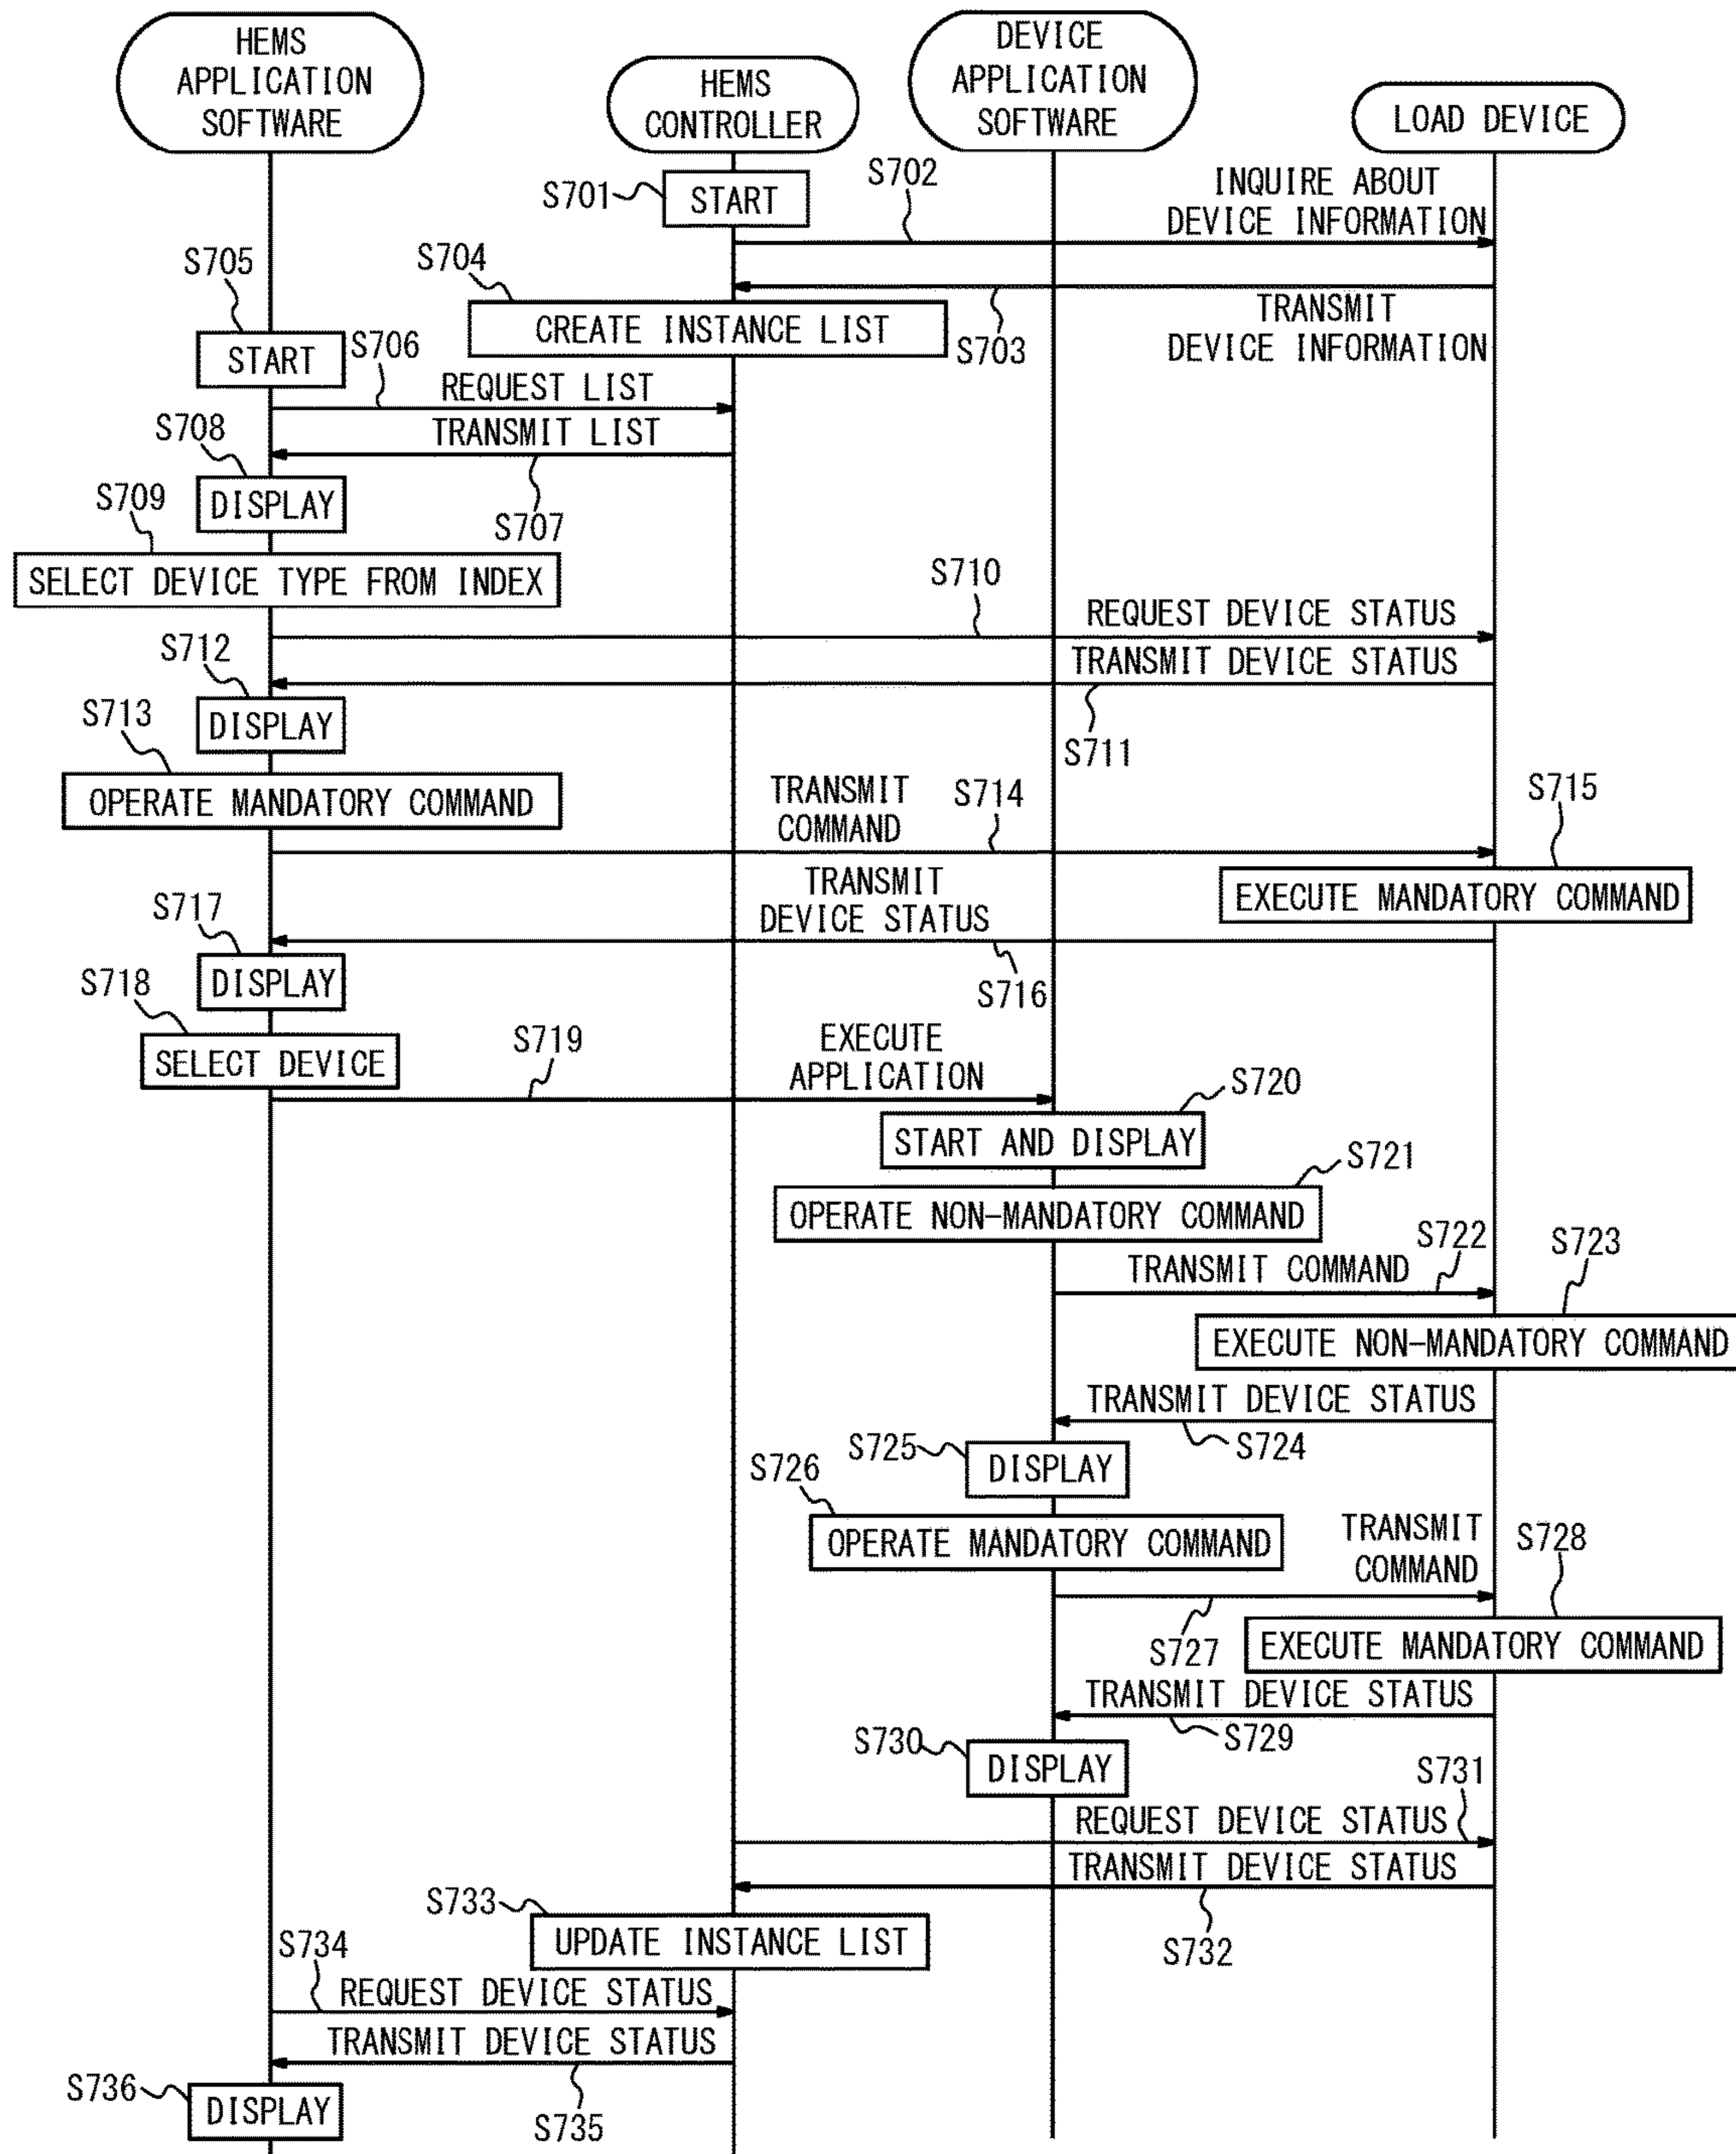 HEMS
APPLICATION
SOFTWARE
HEMS
CONTROLLER
DEVICE
APPLICATION
SOFTWARE
LOAD DEVICE
S701
START
S702
INQUIRE ABOUT
DEVICE INFORMATION
S703
TRANSMIT
DEVICE INFORMATION
S704
CREATE INSTANCE LIST
S705
START
S706
REQUEST LIST
TRANSMIT LIST
S707
S708
DISPLAY
S709
SELECT DEVICE TYPE FROM INDEX
S710
REQUEST DEVICE STATUS
TRANSMIT DEVICE STATUS
S711
S712
DISPLAY
S713
OPERATE MANDATORY COMMAND
TRANSMIT
COMMAND
S714
S715
EXECUTE MANDATORY COMMAND
TRANSMIT
DEVICE STATUS
S716
S717
DISPLAY
S718
SELECT DEVICE
S719
EXECUTE
APPLICATION
S720
START AND DISPLAY
S721
OPERATE NON-MANDATORY COMMAND
S722
TRANSMIT COMMAND
S723
EXECUTE NON-MANDATORY COMMAND
TRANSMIT DEVICE STATUS
S724
S725
DISPLAY
S726
OPERATE MANDATORY COMMAND
TRANSMIT
COMMAND
S727
S728
EXECUTE MANDATORY COMMAND
TRANSMIT DEVICE STATUS
S729
S730
DISPLAY
S731
REQUEST DEVICE STATUS
TRANSMIT DEVICE STATUS
S732
S733
UPDATE INSTANCE LIST
S734
REQUEST DEVICE STATUS
TRANSMIT DEVICE STATUS
S735
S736
DISPLAY